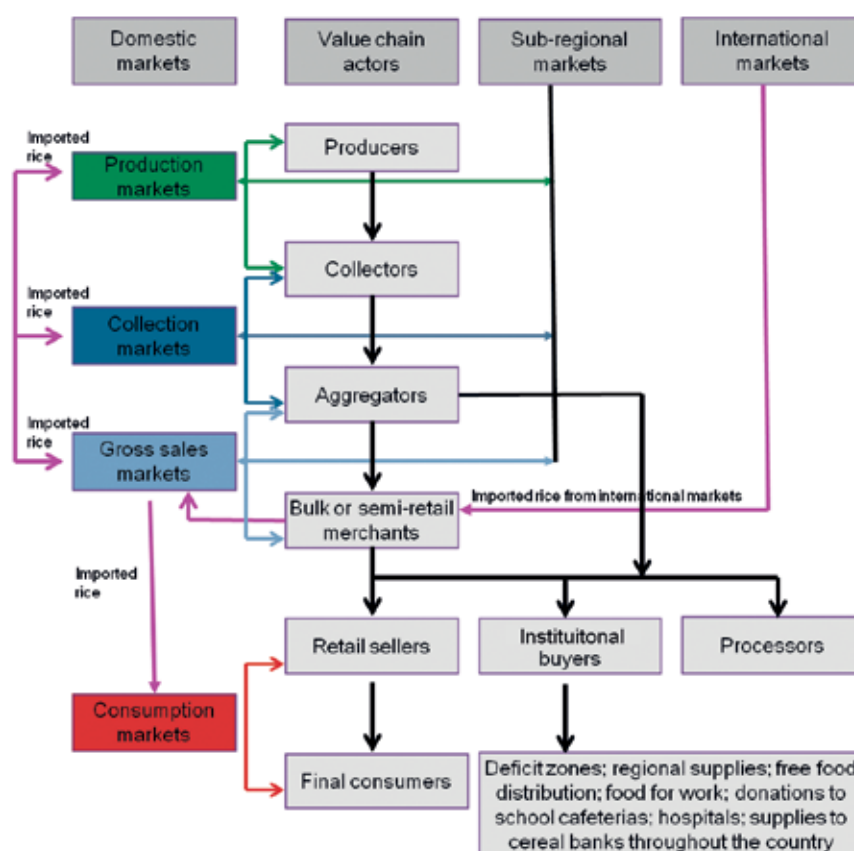 Domestic
markets
Value chain
actors
Sub-regional
markets
International
markets
Imported
rice
Production
markets
Producers
Collectors
Imported
rice
Collection
markets
Aggregators
Imported
rice
Gross sales
markets
Imported rice from international markets
Bulk or semi-retail
merchants
Imported
rice
Retail sellers
Instituitonal
buyers
Processors
Consumption
markets
Final consumers
Deficit zones; regional supplies; free food
distribution; food for work; donations to
school cafeterias; hospitals; supplies to
cereal banks throughout the country